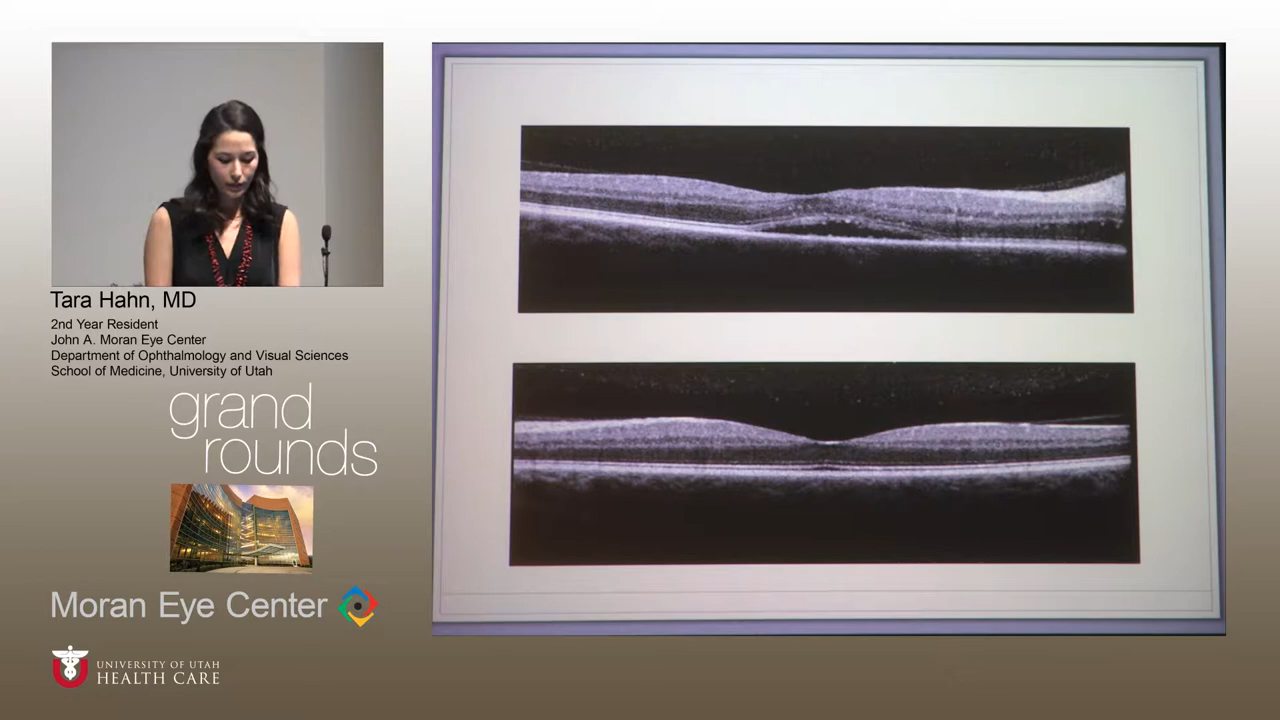 Tara Hahn, MD
2nd Year Resident
John A. Moran Eye Center
Department of Ophthalmology and Visual Sciences
School of Medicine, University of Utah
grand
rounds
Moran Eye Center
UNIVERSITY OF UTAH
HEALTH CARE